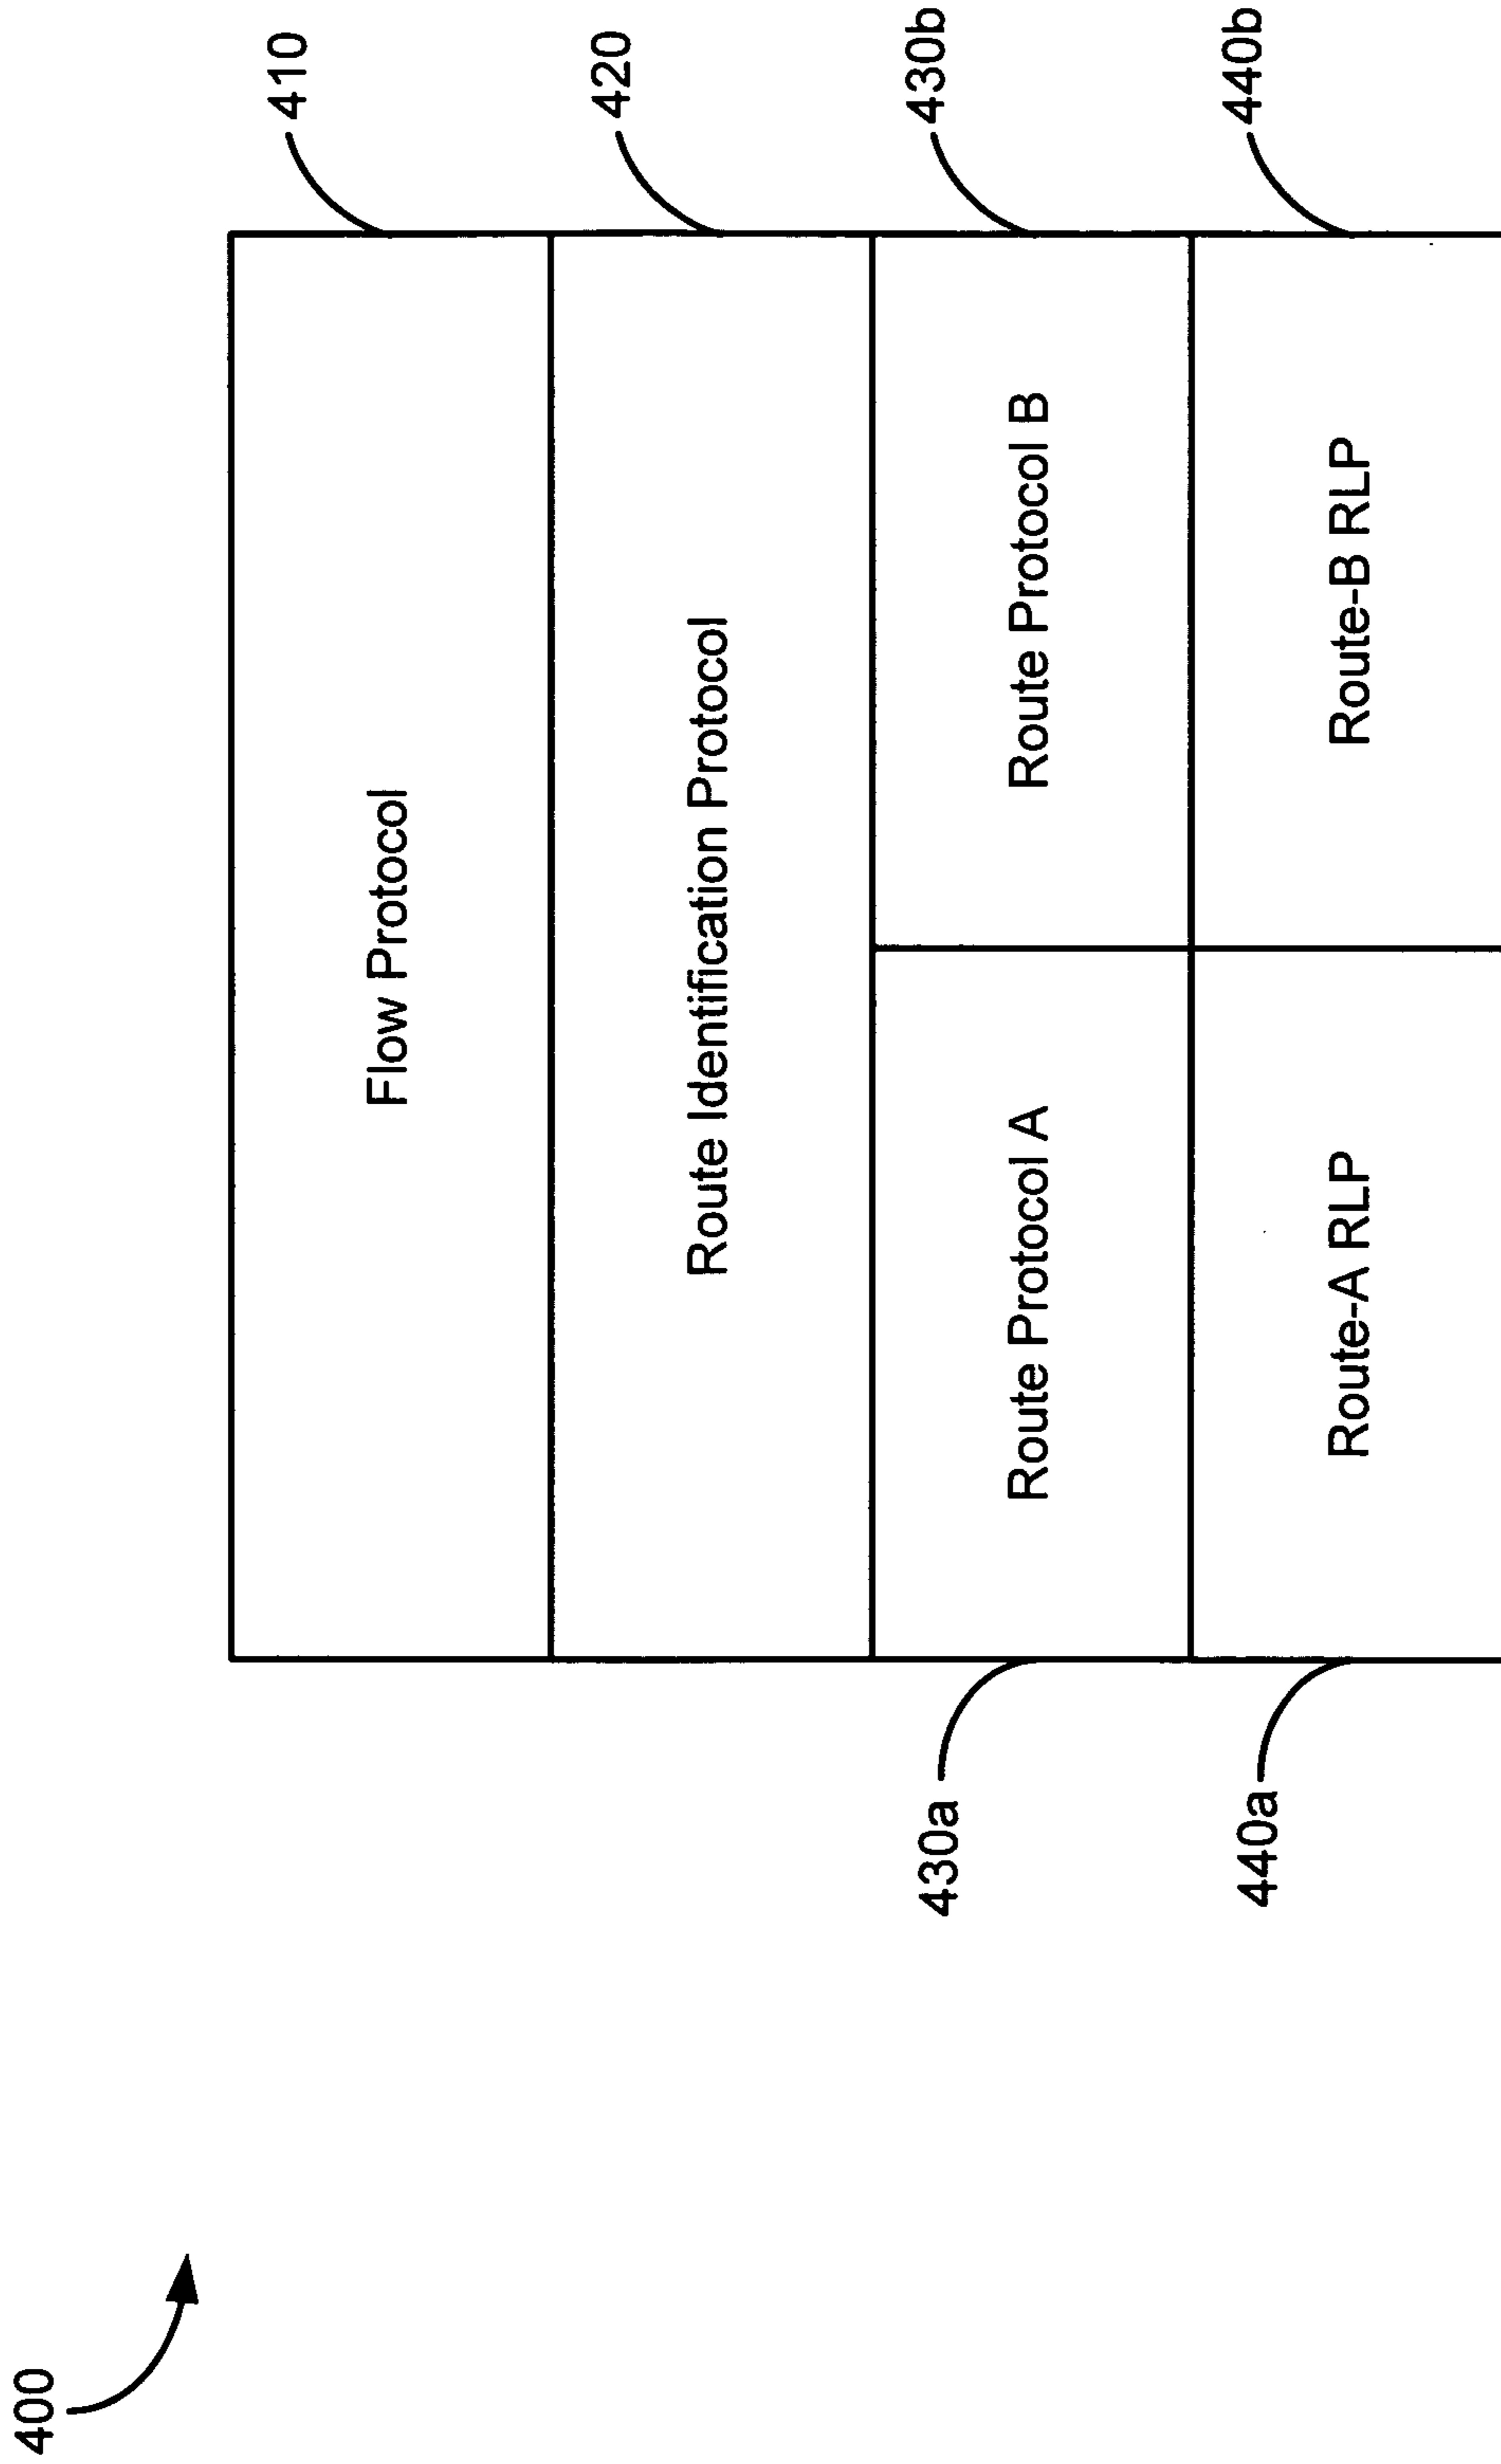 400
410
Flow Protocol
420
Route Identification Protocol
430a
Route Protocol A
Route Protocol B
430b
440a
Route-A RLP
Route-B RLP
440b